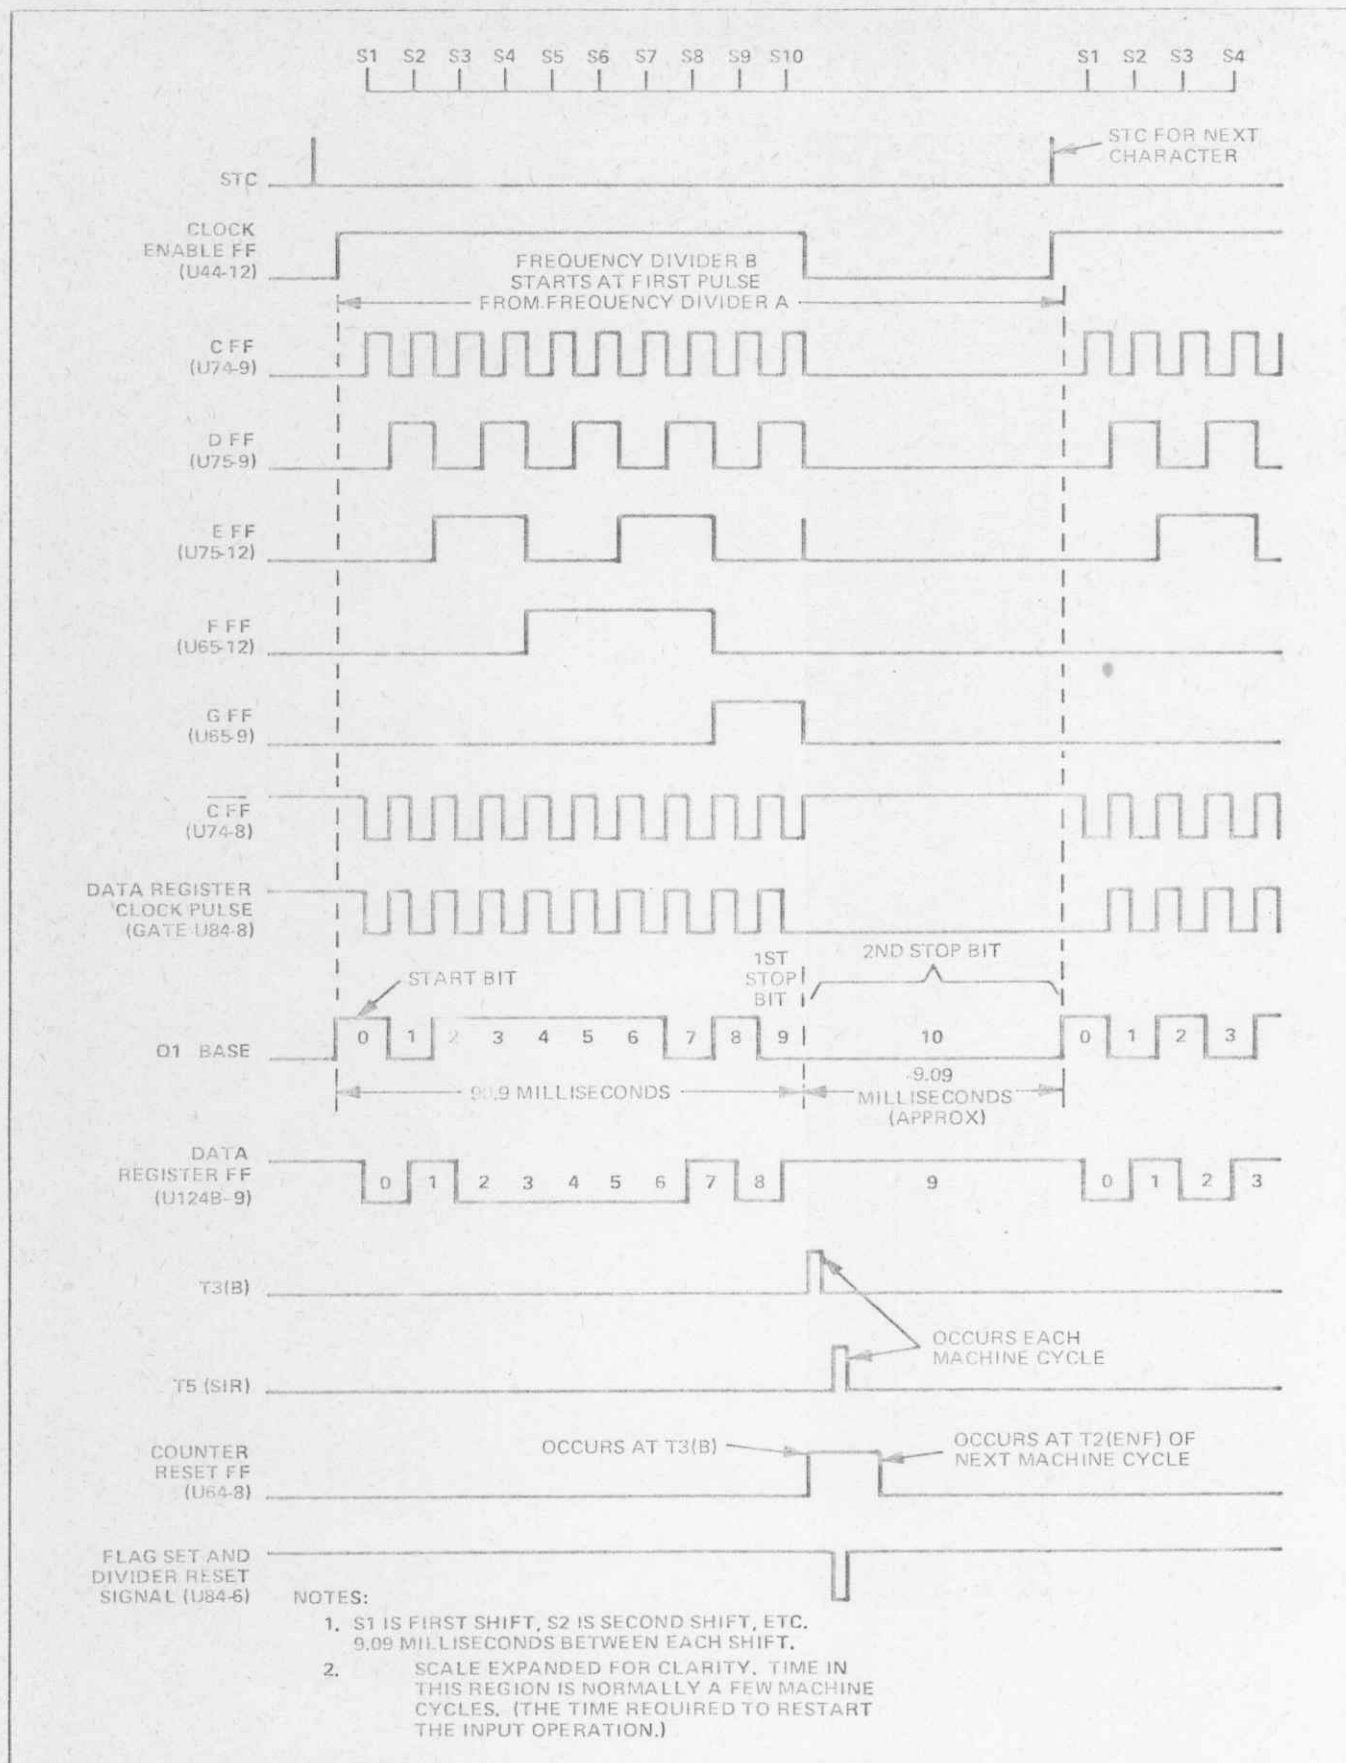 S1 S2 S3 S4 S5 S6 S7 S8 S9 S10 S1 S2 S3 S4
STC
STC FOR NEXT
CHARACTER
CLOCK
ENABLE FF
(U44-12)
FREQUENCY DIVIDER B
STARTS AT FIRST PULSE
FROM FREQUENCY DIVIDER A
C FF
(U74-9)
D FF
(U75-9)
E FF
(U75-12)
F FF
(U65-12)
G FF
(U65-9)
C FF
(U74-8)
DATA REGISTER
CLOCK PULSE
(GATE U84-8)
START BIT
1ST
STOP
BIT
2ND STOP BIT
Q1 BASE
0 1 2 3 4 5 6 7 8 9 10 0 1 2 3
90.9 MILLISECONDS
9.09
MILLISECONDS
(APPROX)
DATA
REGISTER FF
(U124B-9)
0 1 2 3 4 5 6 7 8 9 0 1 2 3
T3(B)
OCCURS EACH
MACHINE CYCLE
T5 (SIR)
COUNTER
RESET FF
(U64-8)
OCCURS AT T3(B)
OCCURS AT T2(ENF) OF
NEXT MACHINE CYCLE
FLAG SET AND
DIVIDER RESET
SIGNAL (U84-6)
NOTES:
1. S1 IS FIRST SHIFT, S2 IS SECOND SHIFT, ETC.
9.09 MILLISECONDS BETWEEN EACH SHIFT.
2. SCALE EXPANDED FOR CLARITY. TIME IN
THIS REGION IS NORMALLY A FEW MACHINE
CYCLES. (THE TIME REQUIRED TO RESTART
THE INPUT OPERATION.)